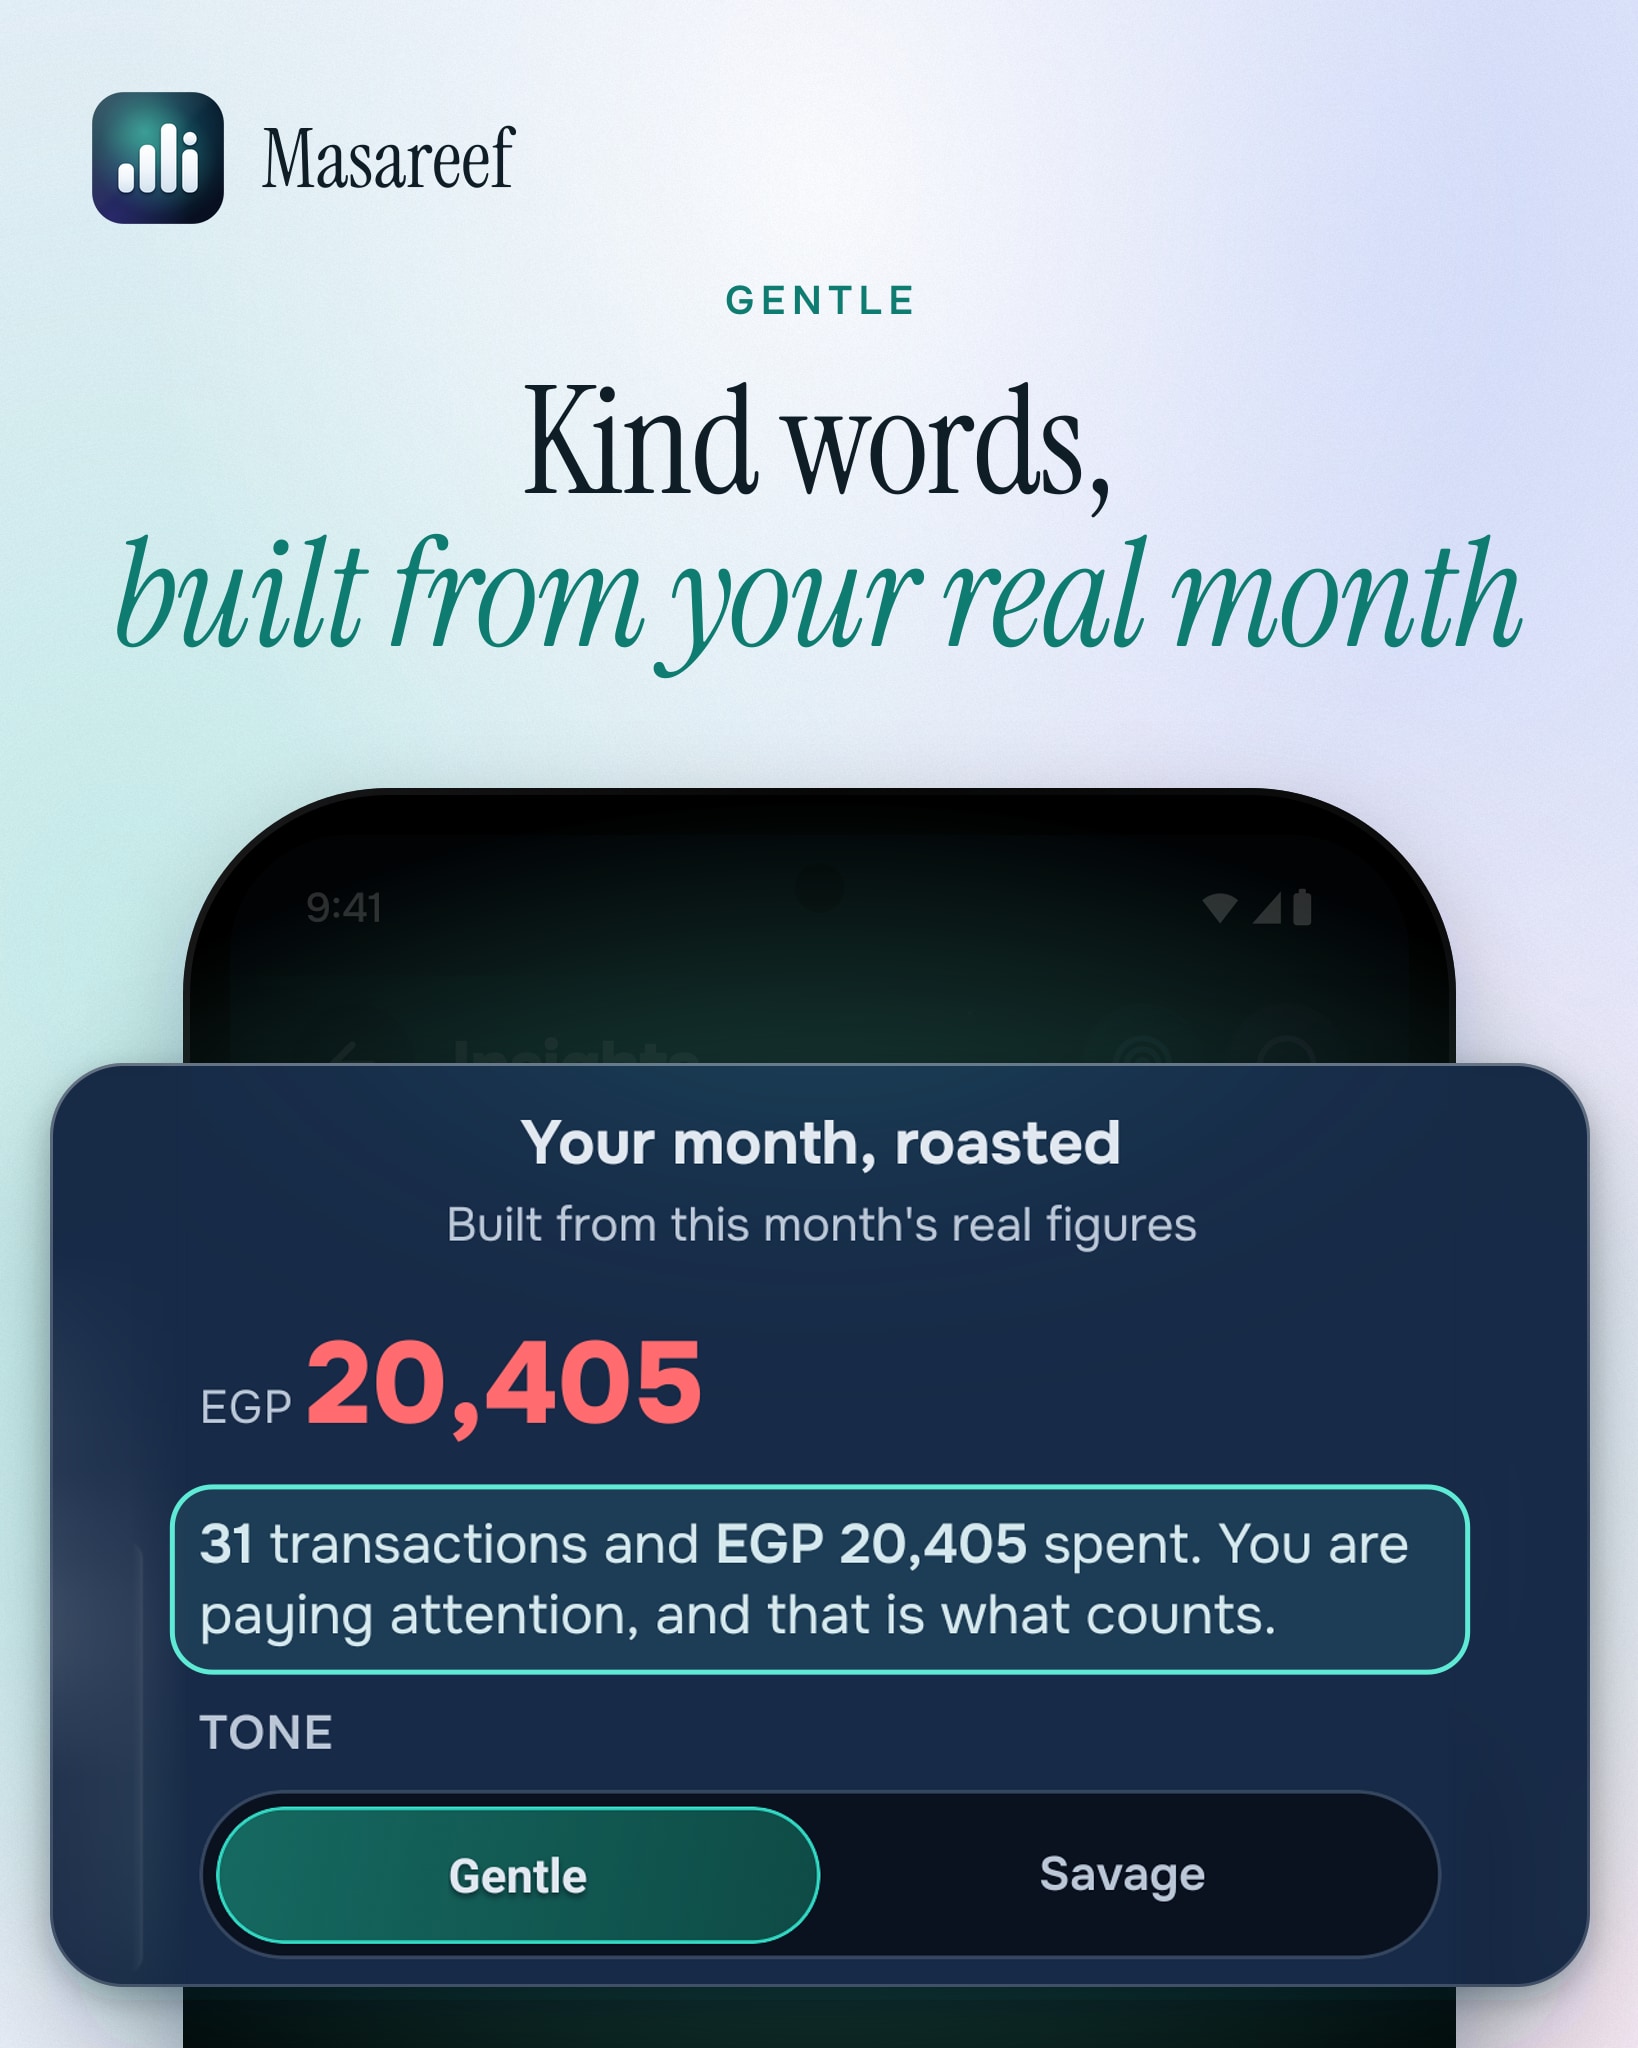 Masareef
GENTLE
Kind words,
built from your real month
9:41
Insights
Your month, roasted
Built from this month's real figures
EGP 20,405
31 transactions and EGP 20,405 spent. You are
paying attention, and that is what counts.
TONE
Gentle
Savage